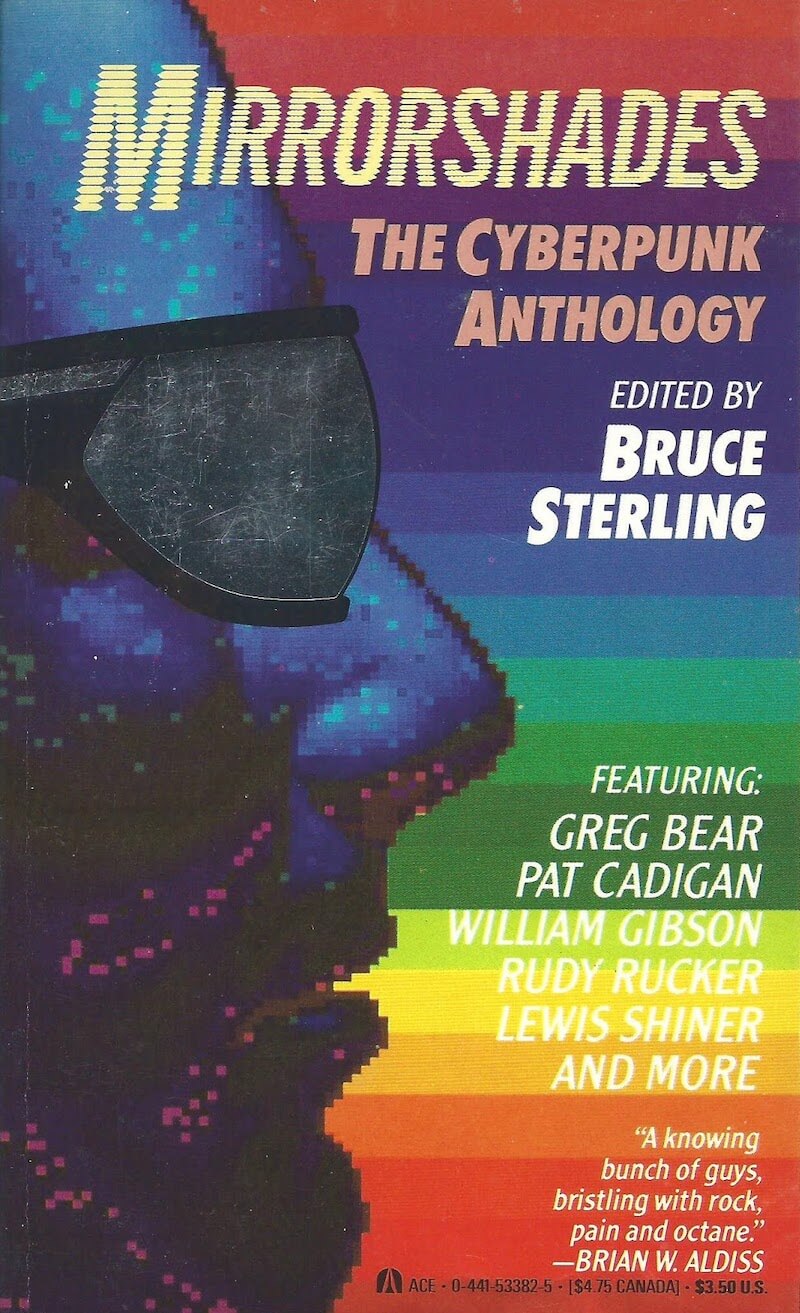 MIRRORSHADES
THE CYBERPUNK
ANTHOLOGY
EDITED BY
BRUCE
STERLING
FEATURING:
GREG BEAR
PAT CADIGAN
WILLIAM GIBSON
RUDY RUCKER
LEWIS SHINER
AND MORE
"A knowing
bunch of guys,
bristling with rock,
pain and octane."
—BRIAN W. ALDISS
ACE · 0-441-53382-5 · [$4.75 CANADA] · $3.50 U.S.